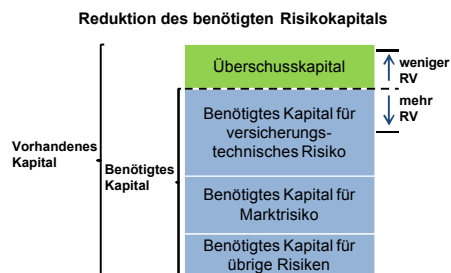 Reduktion des benötigten Risikokapitals
Überschusskapital
weniger
RV
mehr
RV
Benötigtes Kapital für
versicherungs-
technisches Risiko
Vorhandenes
Kapital
Benötigtes
Kapital
Benötigtes Kapital für
Marktrisiko
Benötigtes Kapital für
übrige Risiken